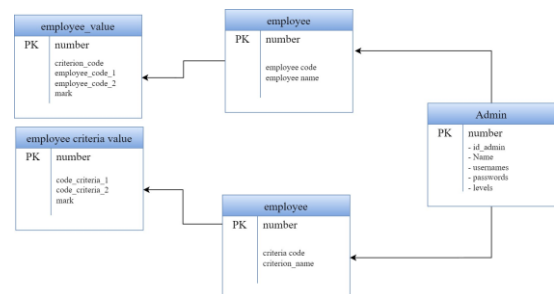 employee_value
PK number
criterion_code
employee_code_1
employee_code_2
mark
employee
PK number
employee code
employee name
Admin
PK number
- id_admin
- Name
- usernames
- passwords
- levels
employee criteria value
PK number
code_criteria_1
code_criteria_2
mark
employee
PK number
criteria code
criterion_name